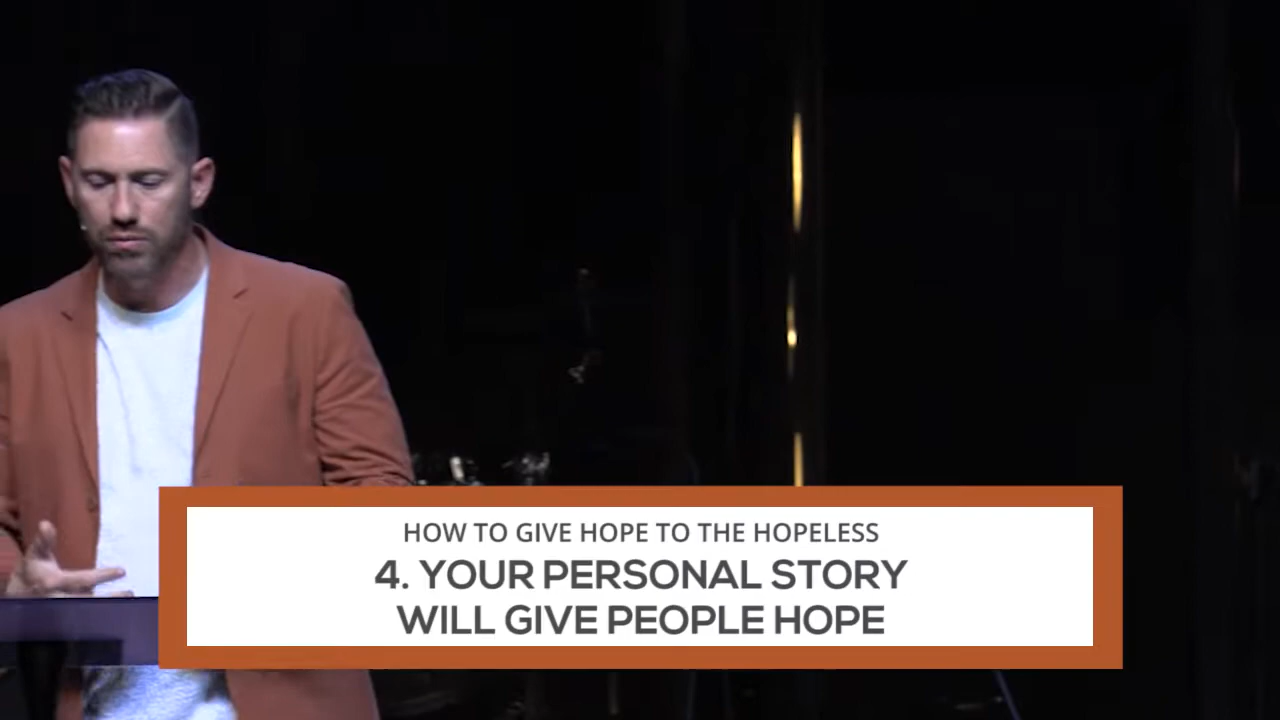 HOW TO GIVE HOPE TO THE HOPELESS
4. YOUR PERSONAL STORY
WILL GIVE PEOPLE HOPE